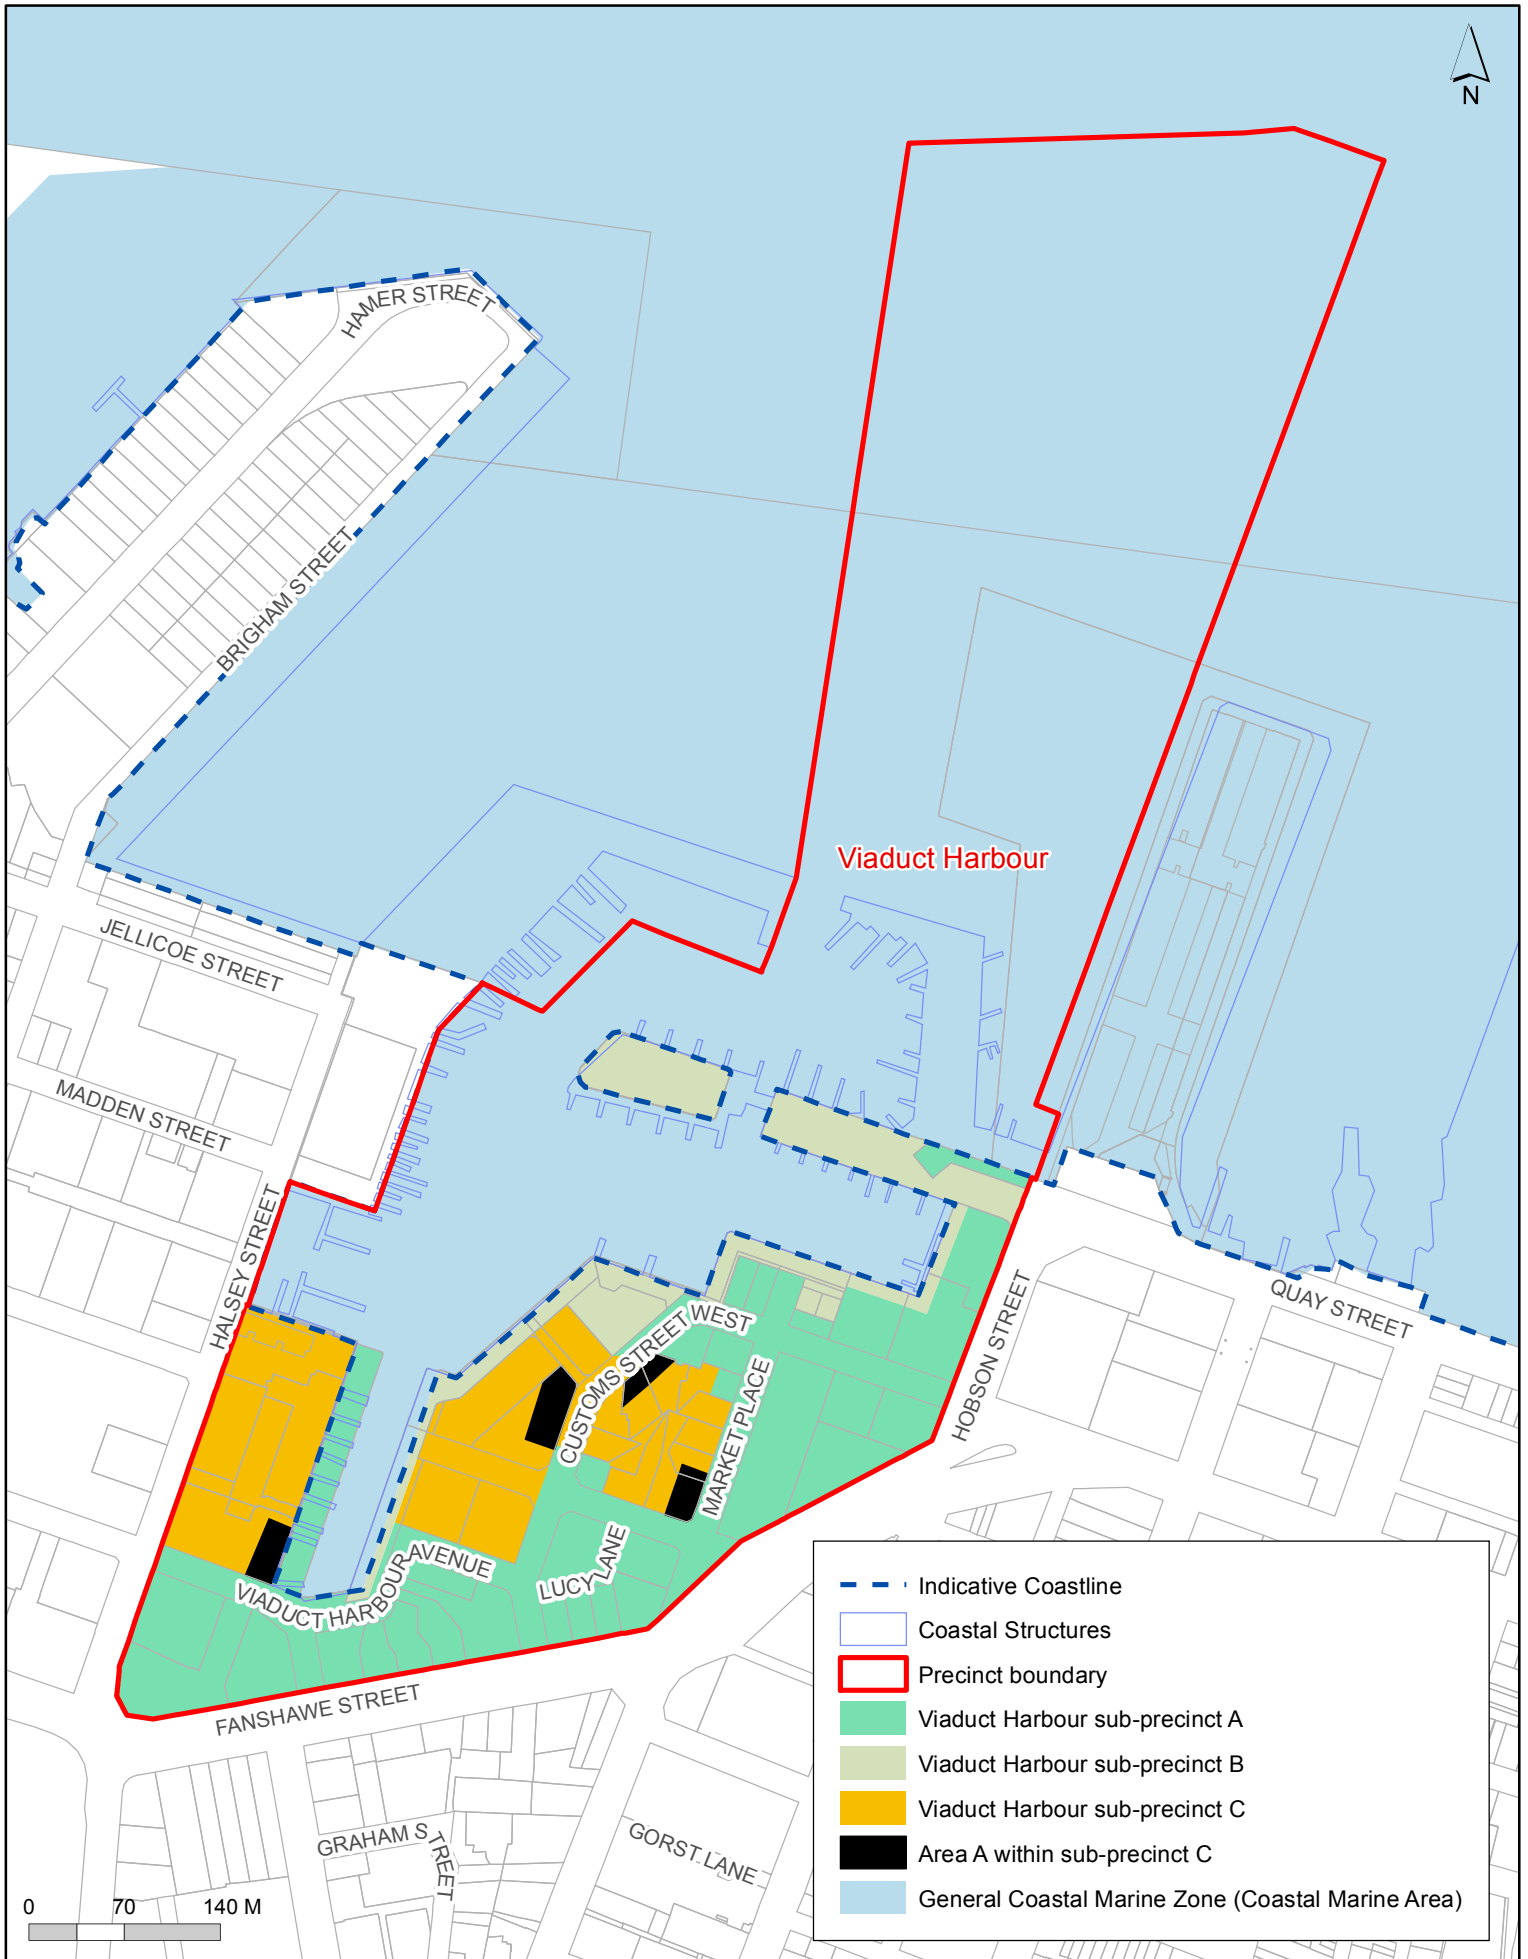 N
HAMER STREET
BRIGHAM STREET
Viaduct Harbour
JELLICOE STREET
MADDEN STREET
HALSEY STREET
QUAY STREET
HOBSON STREET
CUSTOMS STREET WEST
MARKET PLACE
VIADUCT HARBOUR AVENUE
LUCY LANE
FANSHAWE STREET
GRAHAM STREET
GORST LANE
Indicative Coastline
Coastal Structures
Precinct boundary
Viaduct Harbour sub-precinct A
Viaduct Harbour sub-precinct B
Viaduct Harbour sub-precinct C
Area A within sub-precinct C
General Coastal Marine Zone (Coastal Marine Area)
0 70 140 M